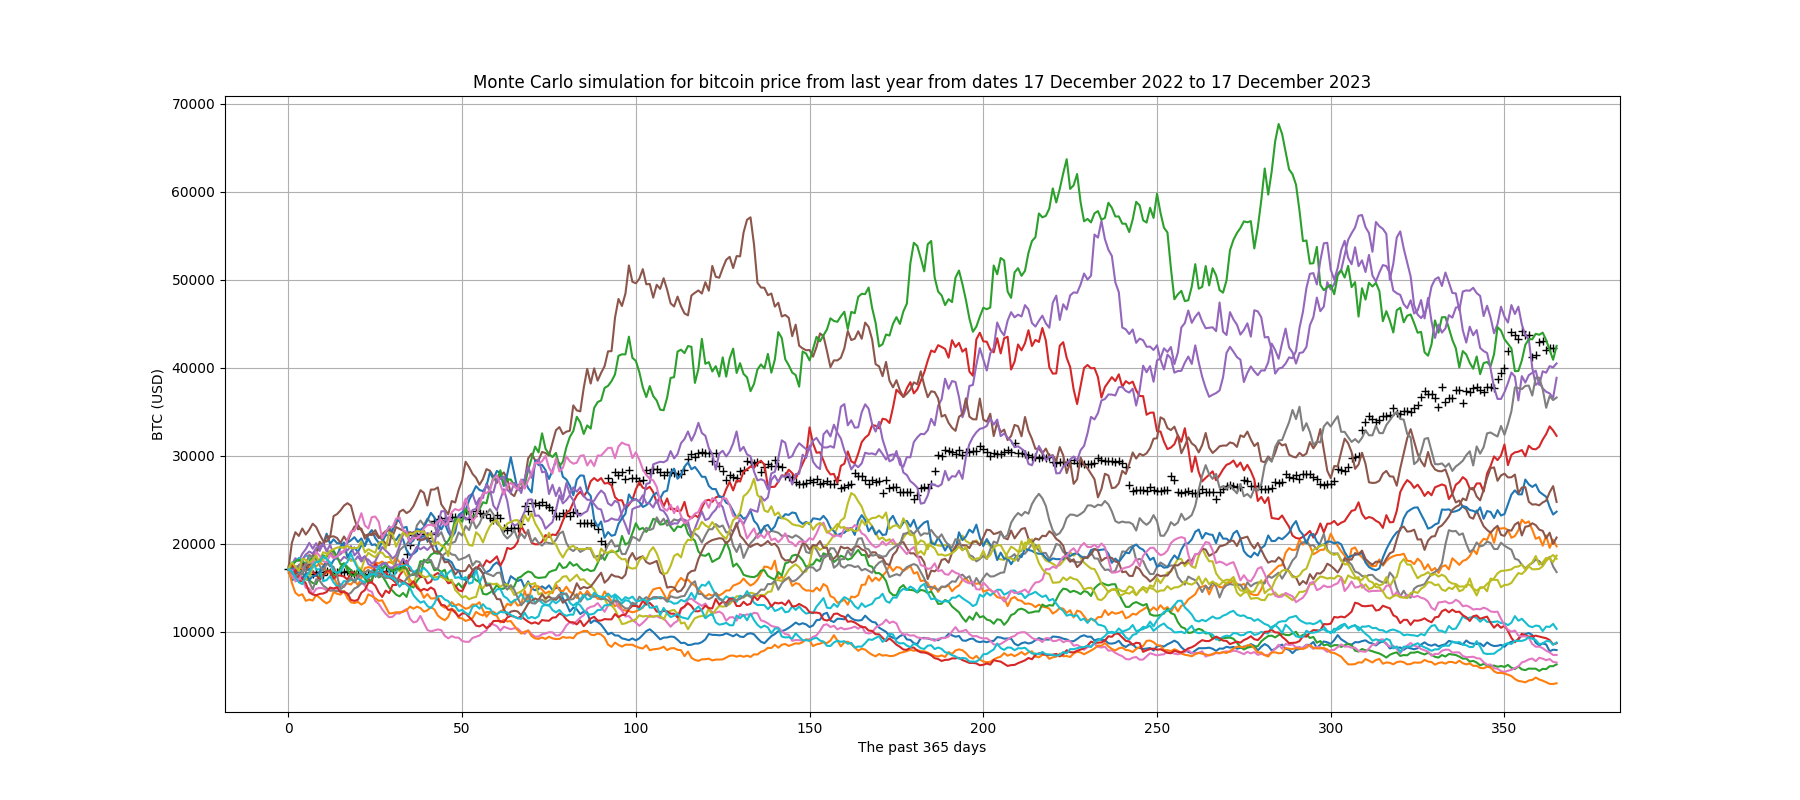 Monte Carlo simulation for bitcoin price from last year from dates 17 December 2022 to 17 December 2023
70000
60000
50000
40000
30000
20000
10000
BTC (USD)
0 50 100 150 200 250 300 350
The past 365 days